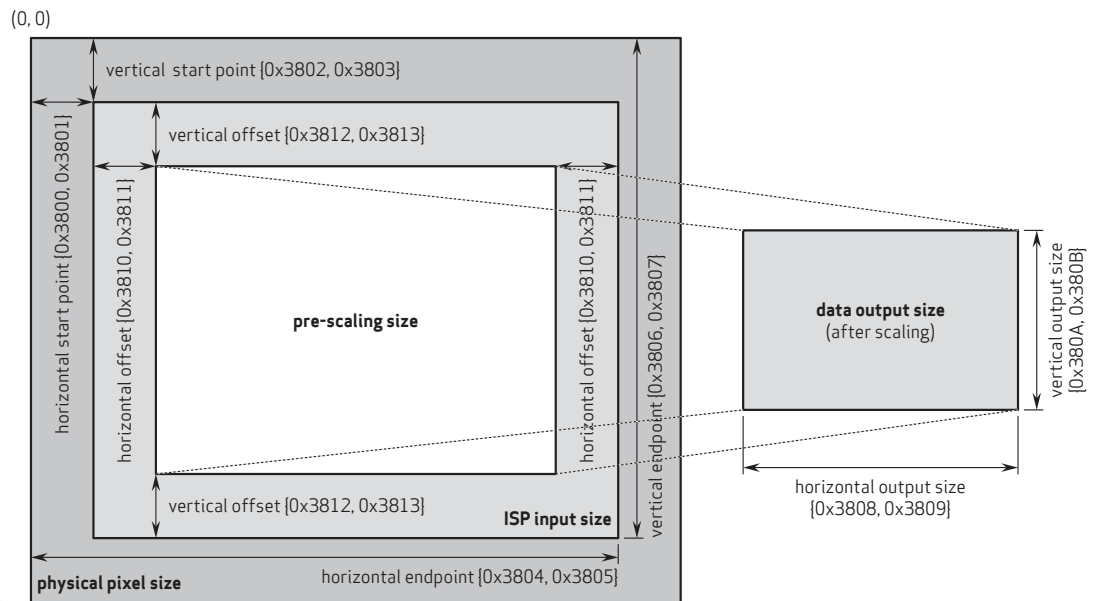 (0, 0)
vertical start point {0x3802, 0x3803}
vertical offset {0x3812, 0x3813}
horizontal start point {0x3800, 0x3801}
horizontal offset {0x3810, 0x3811}
pre-scaling size
horizontal offset {0x3810, 0x3811}
vertical endpoint {0x3806, 0x3807}
data output size
(after scaling)
vertical output size
{0x380A, 0x380B}
horizontal output size
{0x3808, 0x3809}
vertical offset {0x3812, 0x3813}
ISP input size
horizontal endpoint {0x3804, 0x3805}
physical pixel size